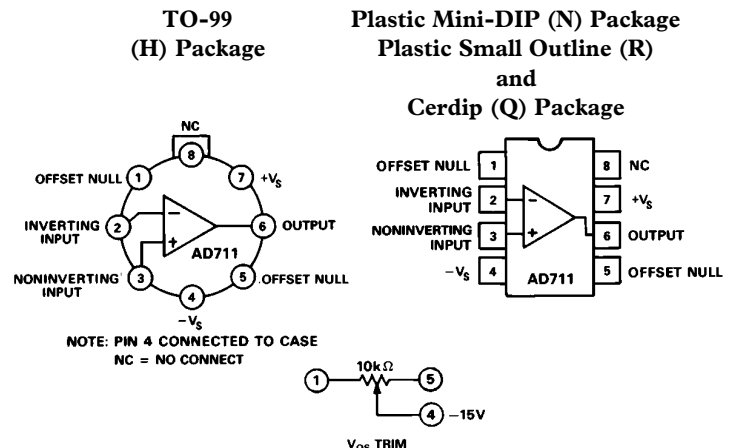 TO-99
(H) Package
Plastic Mini-DIP (N) Package
Plastic Small Outline (R)
and
Cerdip (Q) Package
NC
8
OFFSET NULL 1
7 +VS
INVERTING
INPUT
2
−
6 OUTPUT
+
AD711
NONINVERTING
INPUT
3
5 OFFSET NULL
4
−VS
NOTE: PIN 4 CONNECTED TO CASE
NC = NO CONNECT
OFFSET NULL 1
8 NC
INVERTING
INPUT
2
−
7 +VS
NONINVERTING
INPUT
3
+
6 OUTPUT
−VS 4
AD711
5 OFFSET NULL
10kΩ
1
5
4 −15V
VOS TRIM